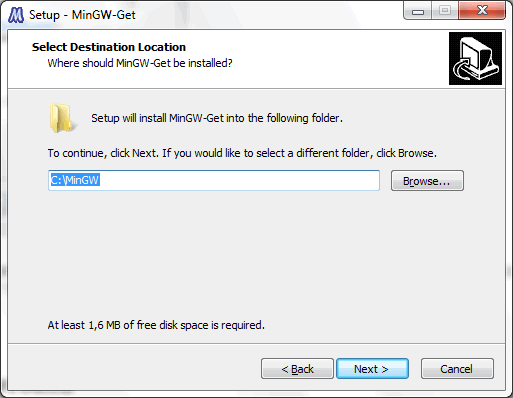 Setup - MinGW-Get
Select Destination Location
Where should MinGW-Get be installed?
Setup will install MinGW-Get into the following folder.
To continue, click Next. If you would like to select a different folder, click Browse.
C:\MinGW
Browse...
At least 1,6 MB of free disk space is required.
< Back
Next >
Cancel